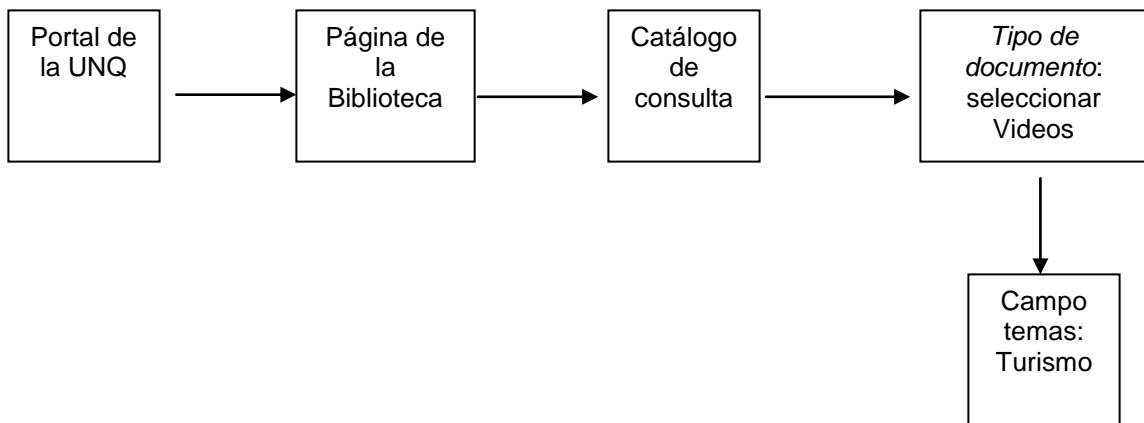 Portal de
la UNQ
Página de
la
Biblioteca
Catálogo
de
consulta
Tipo de
documento:
seleccionar
Videos
Campo
temas:
Turismo